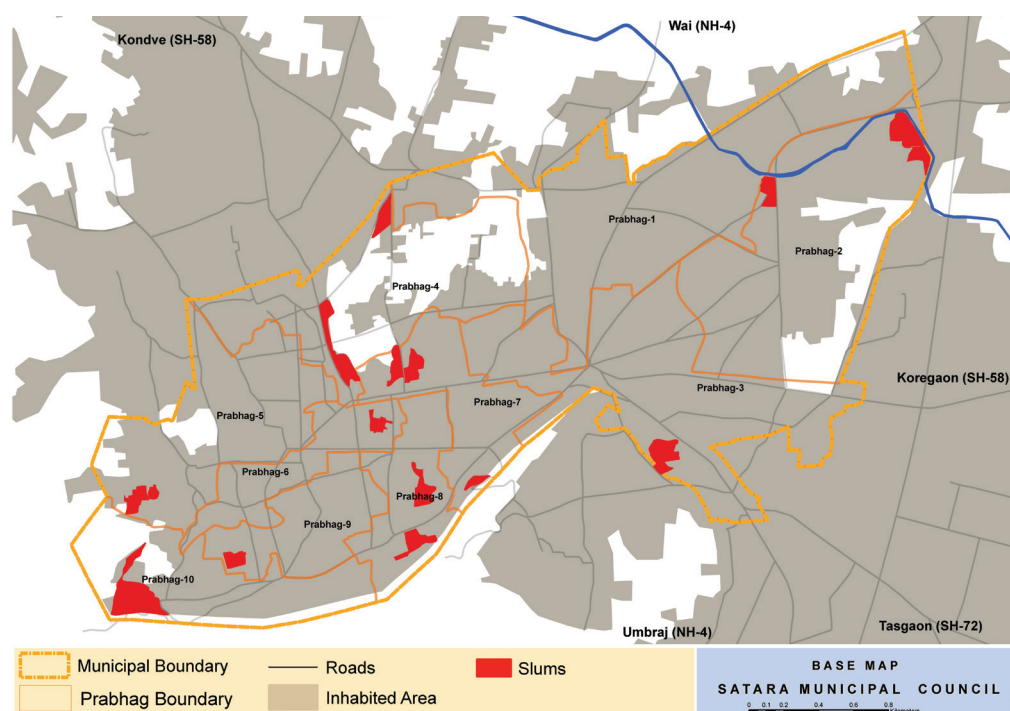 Kondve (SH-58)
Wai (NH-4)
Prabhag-1
Prabhag-2
Prabhag-4
Koregaon (SH-58)
Prabhag-3
Prabhag-7
Prabhag-5
Prabhag-6
Prabhag-8
Prabhag-9
Prabhag-10
Umbraj (NH-4)
Tasgaon (SH-72)
Municipal Boundary
Roads
Slums
Prabhag Boundary
Inhabited Area
BASE MAP
SATARA MUNICIPAL COUNCIL
0 0.1 0.2 0.4 0.6 0.8
Kilometers